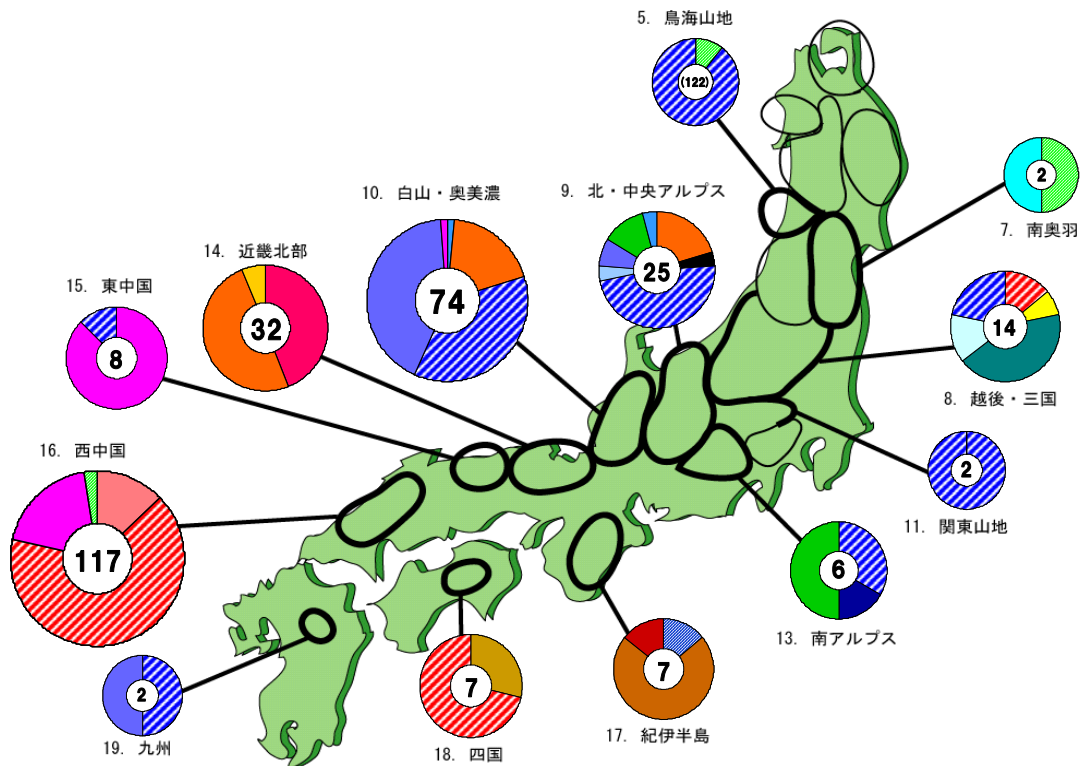 5. 鳥海山地
(122)
2
7. 南奥羽
10. 白山・奥美濃
74
9. 北・中央アルプス
25
14. 近畿北部
32
15. 東中国
8
14
8. 越後・三国
16. 西中国
117
2
11. 関東山地
6
13. 南アルプス
2
19. 九州
7
18. 四国
7
17. 紀伊半島